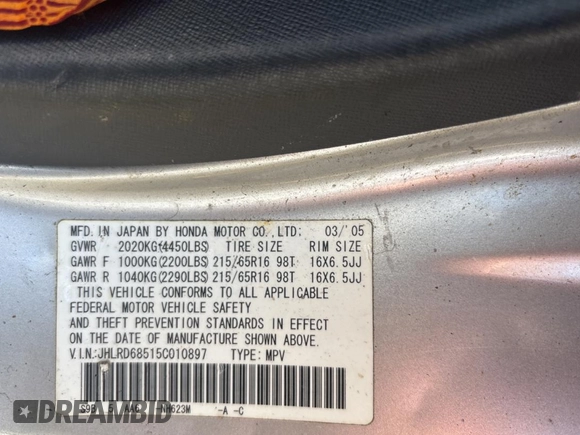 MFD. IN JAPAN BY HONDA MOTOR CO., LTD: 03/'05
GVWR 2020KG(4450LBS) TIRE SIZE RIM SIZE
GAWR F 1000KG(2200LBS) 215/65R16 98T 16X6.5JJ
GAWR R 1040KG(2290LBS) 215/65R16 98T 16X6.5JJ
THIS VEHICLE CONFORMS TO ALL APPLICABLE
FEDERAL MOTOR VEHICLE SAFETY
AND THEFT PREVENTION STANDARDS IN EFFECT
ON THE DATE OF MANUFACTURE SHOWN ABOVE.
V.I.N:JHLRD68515C010897 TYPE: MPV
-NH623M -A -C
RIDEABIDE.COM